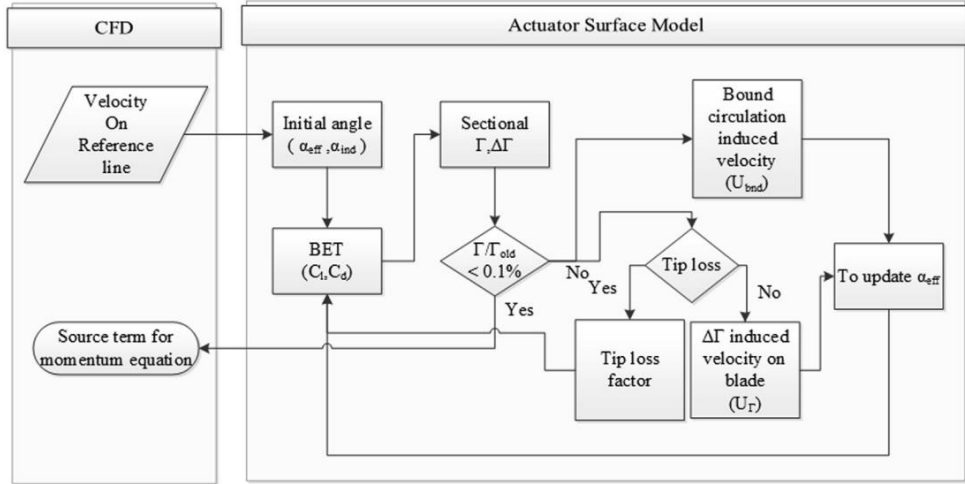 CFD
Actuator Surface Model
Velocity
On
Reference
line
Initial angle
( αeff ,αind )
Sectional
Γ,ΔΓ
Bound
circulation
induced
velocity
(Ubnd)
BET
(Cl,Cd)
Γ/Γold
< 0.1%
No
Yes
Tip loss
To update αeff
Yes
No
Source term for
momentum equation
Tip loss
factor
ΔΓ induced
velocity on
blade
(UΓ)